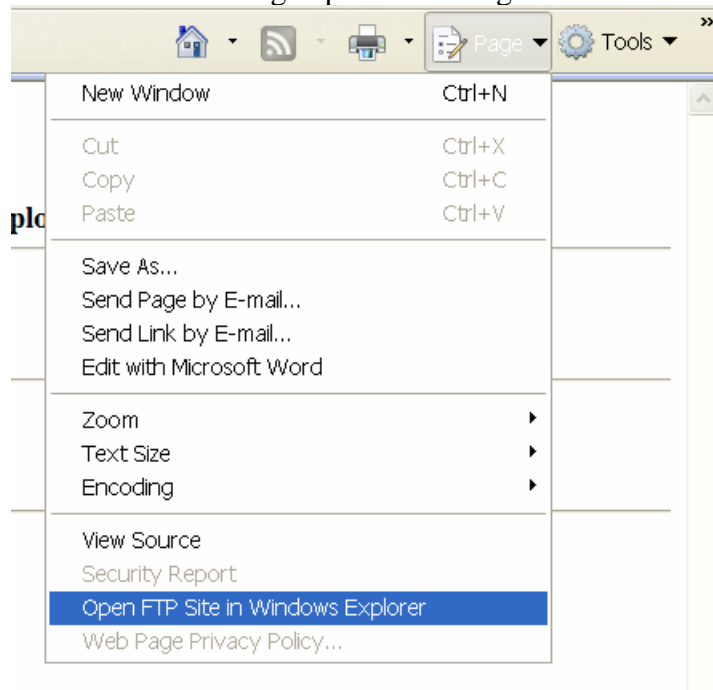 »
Page Tools
New Window Ctrl+N
Cut Ctrl+X
Copy Ctrl+C
Paste Ctrl+V
plo
Save As...
Send Page by E-mail...
Send Link by E-mail...
Edit with Microsoft Word
Zoom
Text Size
Encoding
View Source
Security Report
Open FTP Site in Windows Explorer
Web Page Privacy Policy...